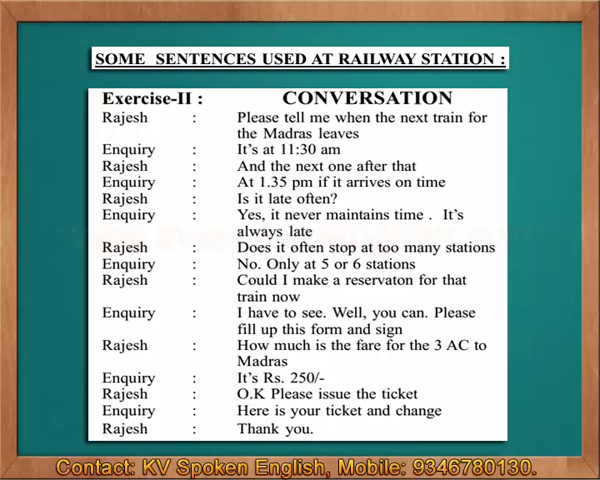 SOME SENTENCES USED AT RAILWAY STATION :
Exercise-II : CONVERSATION
Rajesh : Please tell me when the next train for
the Madras leaves
Enquiry : It's at 11:30 am
Rajesh : And the next one after that
Enquiry : At 1.35 pm if it arrives on time
Rajesh : Is it late often?
Enquiry : Yes, it never maintains time . It's
always late
Rajesh : Does it often stop at too many stations
Enquiry : No. Only at 5 or 6 stations
Rajesh : Could I make a reservaton for that
train now
Enquiry : I have to see. Well, you can. Please
fill up this form and sign
Rajesh : How much is the fare for the 3 AC to
Madras
Enquiry : It's Rs. 250/-
Rajesh : O.K Please issue the ticket
Enquiry : Here is your ticket and change
Rajesh : Thank you.
Contact: KV Spoken English, Mobile: 9346780130.